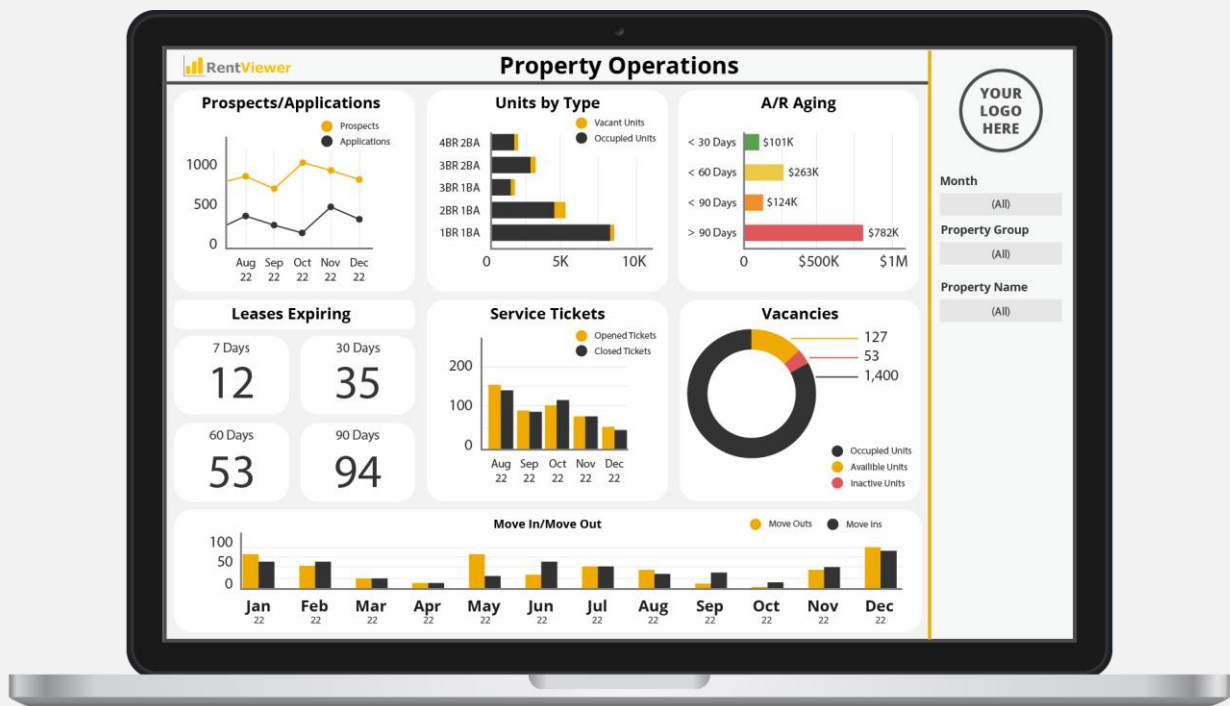 RentViewer
Property Operations
YOUR
LOGO
HERE
Month
(All)
Property Group
(All)
Property Name
(All)
Prospects/Applications
Prospects
Applications
1000
500
0
Aug Sep Oct Nov Dec
22 22 22 22 22
Units by Type
Vacant Units
Occupied Units
4BR 2BA
3BR 2BA
3BR 1BA
2BR 1BA
1BR 1BA
0 5K 10K
A/R Aging
< 30 Days $101K
< 60 Days $263K
< 90 Days $124K
> 90 Days $782K
0 $500K $1M
Leases Expiring
7 Days
12
30 Days
35
60 Days
53
90 Days
94
Service Tickets
Opened Tickets
Closed Tickets
200
100
0
Aug Sep Oct Nov Dec
22 22 22 22 22
Vacancies
127
53
1,400
Occupied Units
Availlible Units
Inactive Units
Move In/Move Out
Move Outs Move Ins
100
50
0
Jan Feb Mar Apr May Jun Jul Aug Sep Oct Nov Dec
22 22 22 22 22 22 22 22 22 22 22 22